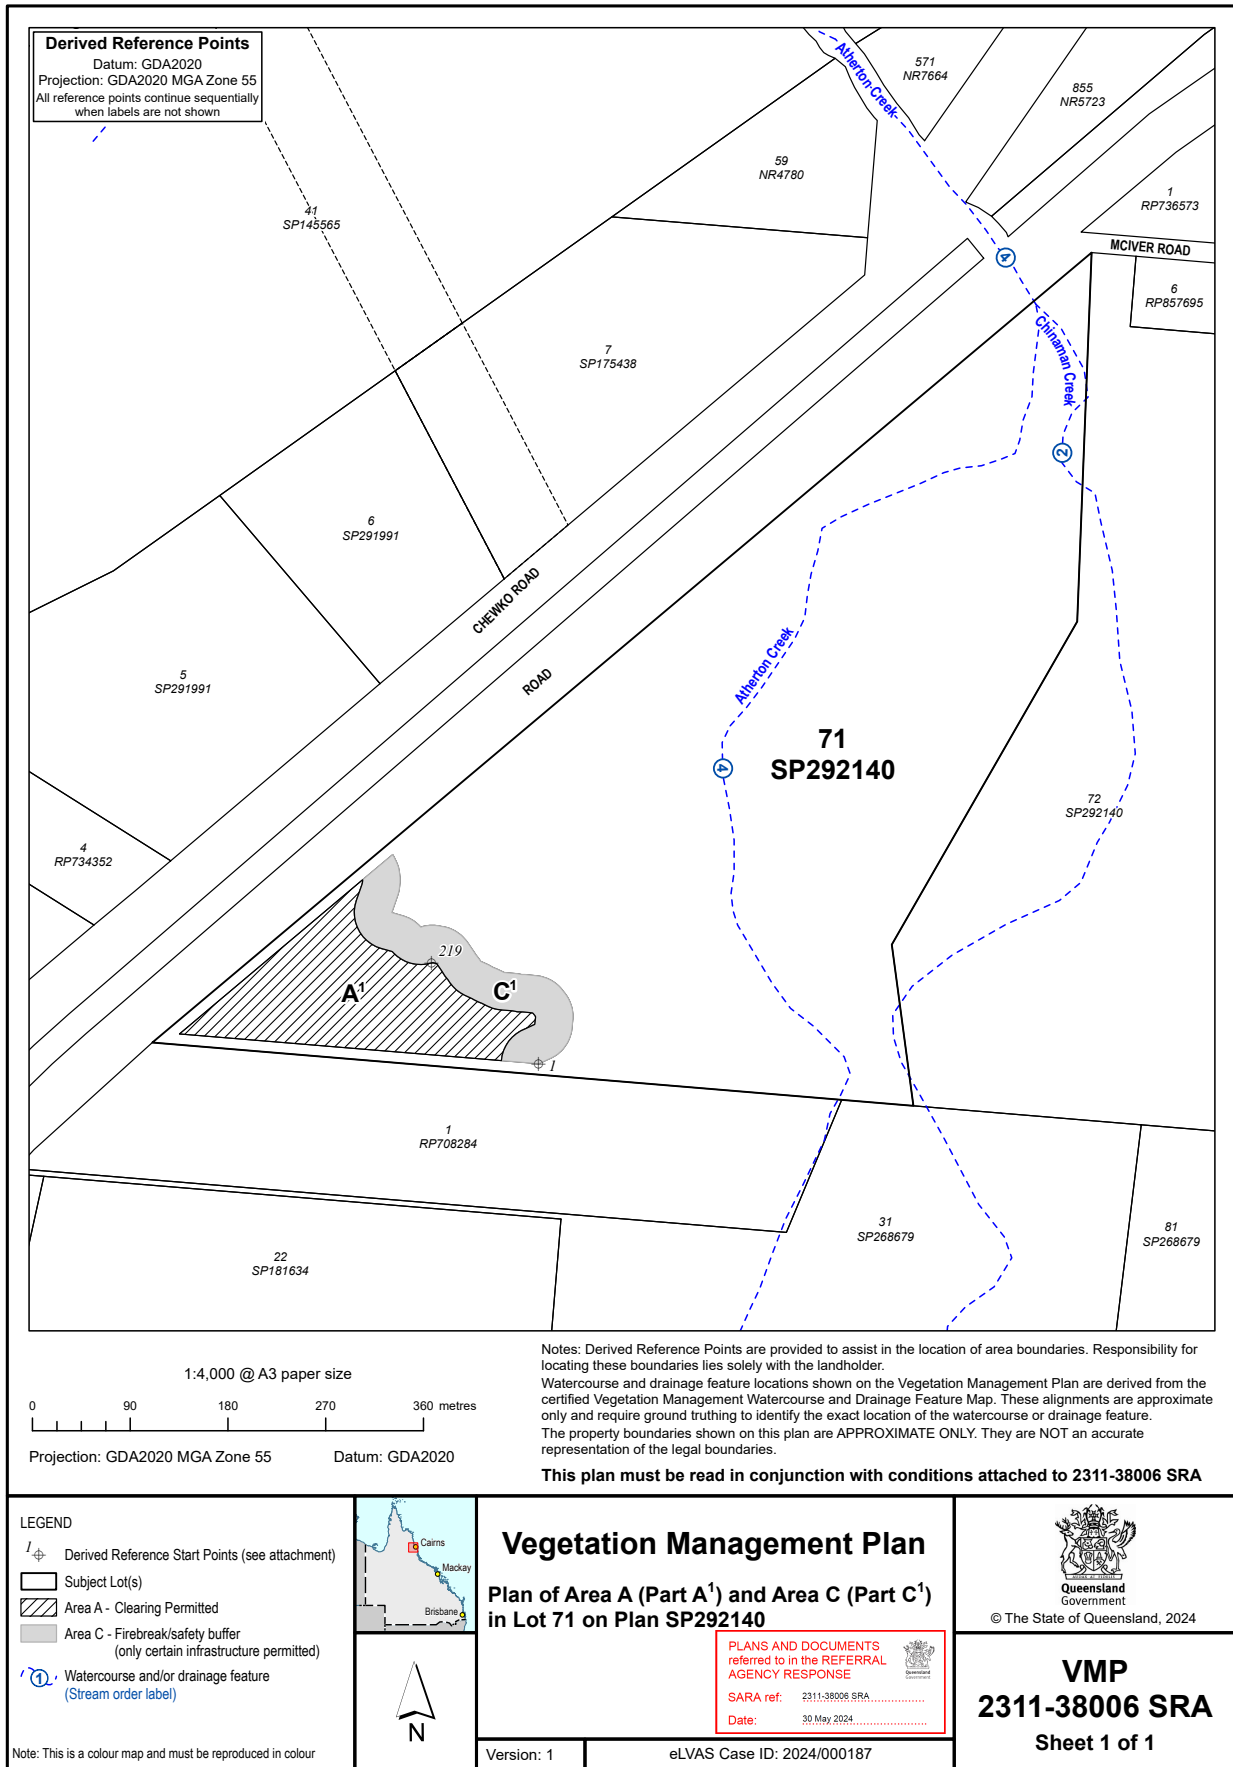 Derived Reference Points
Datum: GDA2020
Projection: GDA2020 MGA Zone 55
All reference points continue sequentially
when labels are not shown
Atherton Creek
571
NR7664
855
NR5723
59
NR4780
1
RP736573
41
SP145565
MCIVER ROAD
4
6
RP857695
7
SP175438
Chinaman Creek
2
6
SP291991
CHEWKO ROAD
ROAD
5
SP291991
Atherton Creek
71
SP292140
4
72
SP292140
4
RP734352
219
A1
C1
1
1
RP708284
31
SP268679
81
SP268679
22
SP181634
1:4,000 @ A3 paper size
0 90 180 270 360 metres
Projection: GDA2020 MGA Zone 55 Datum: GDA2020
Notes: Derived Reference Points are provided to assist in the location of area boundaries. Responsibility for
locating these boundaries lies solely with the landholder.
Watercourse and drainage feature locations shown on the Vegetation Management Plan are derived from the
certified Vegetation Management Watercourse and Drainage Feature Map. These alignments are approximate
only and require ground truthing to identify the exact location of the watercourse or drainage feature.
The property boundaries shown on this plan are APPROXIMATE ONLY. They are NOT an accurate
representation of the legal boundaries.
This plan must be read in conjunction with conditions attached to 2311-38006 SRA
LEGEND
1 Derived Reference Start Points (see attachment)
Subject Lot(s)
Area A - Clearing Permitted
Area C - Firebreak/safety buffer
(only certain infrastructure permitted)
1 Watercourse and/or drainage feature
(Stream order label)
Note: This is a colour map and must be reproduced in colour
Cairns
Mackay
Brisbane
N
Vegetation Management Plan
Plan of Area A (Part A1) and Area C (Part C1)
in Lot 71 on Plan SP292140
PLANS AND DOCUMENTS
referred to in the REFERRAL
AGENCY RESPONSE
Queensland
Government
SARA ref: 2311-38006 SRA
Date: 30 May 2024
Version: 1
eLVAS Case ID: 2024/000187
Queensland
Government
© The State of Queensland, 2024
VMP
2311-38006 SRA
Sheet 1 of 1